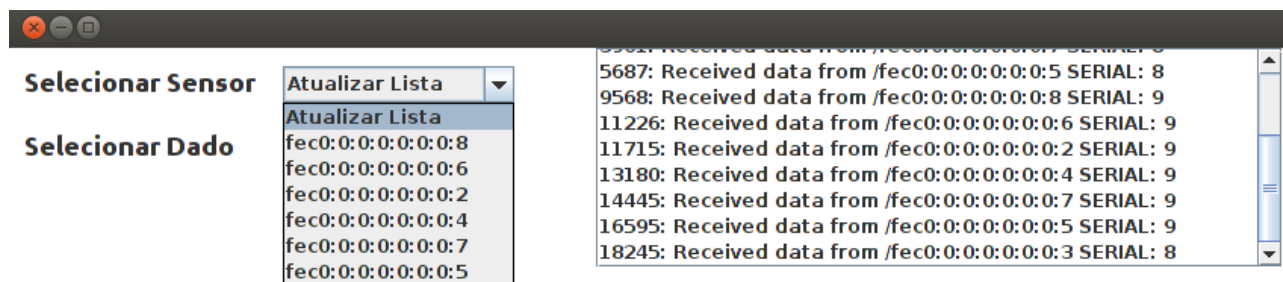 Selecionar Sensor
Atualizar Lista
Atualizar Lista
fec0:0:0:0:0:0:0:8
fec0:0:0:0:0:0:0:6
fec0:0:0:0:0:0:0:2
fec0:0:0:0:0:0:0:4
fec0:0:0:0:0:0:0:7
fec0:0:0:0:0:0:0:5
Selecionar Dado
5687: Received data from /fec0:0:0:0:0:0:0:5 SERIAL: 8
9568: Received data from /fec0:0:0:0:0:0:0:8 SERIAL: 9
11226: Received data from /fec0:0:0:0:0:0:0:6 SERIAL: 9
11715: Received data from /fec0:0:0:0:0:0:0:2 SERIAL: 9
13180: Received data from /fec0:0:0:0:0:0:0:4 SERIAL: 9
14445: Received data from /fec0:0:0:0:0:0:0:7 SERIAL: 9
16595: Received data from /fec0:0:0:0:0:0:0:5 SERIAL: 9
18245: Received data from /fec0:0:0:0:0:0:0:3 SERIAL: 8